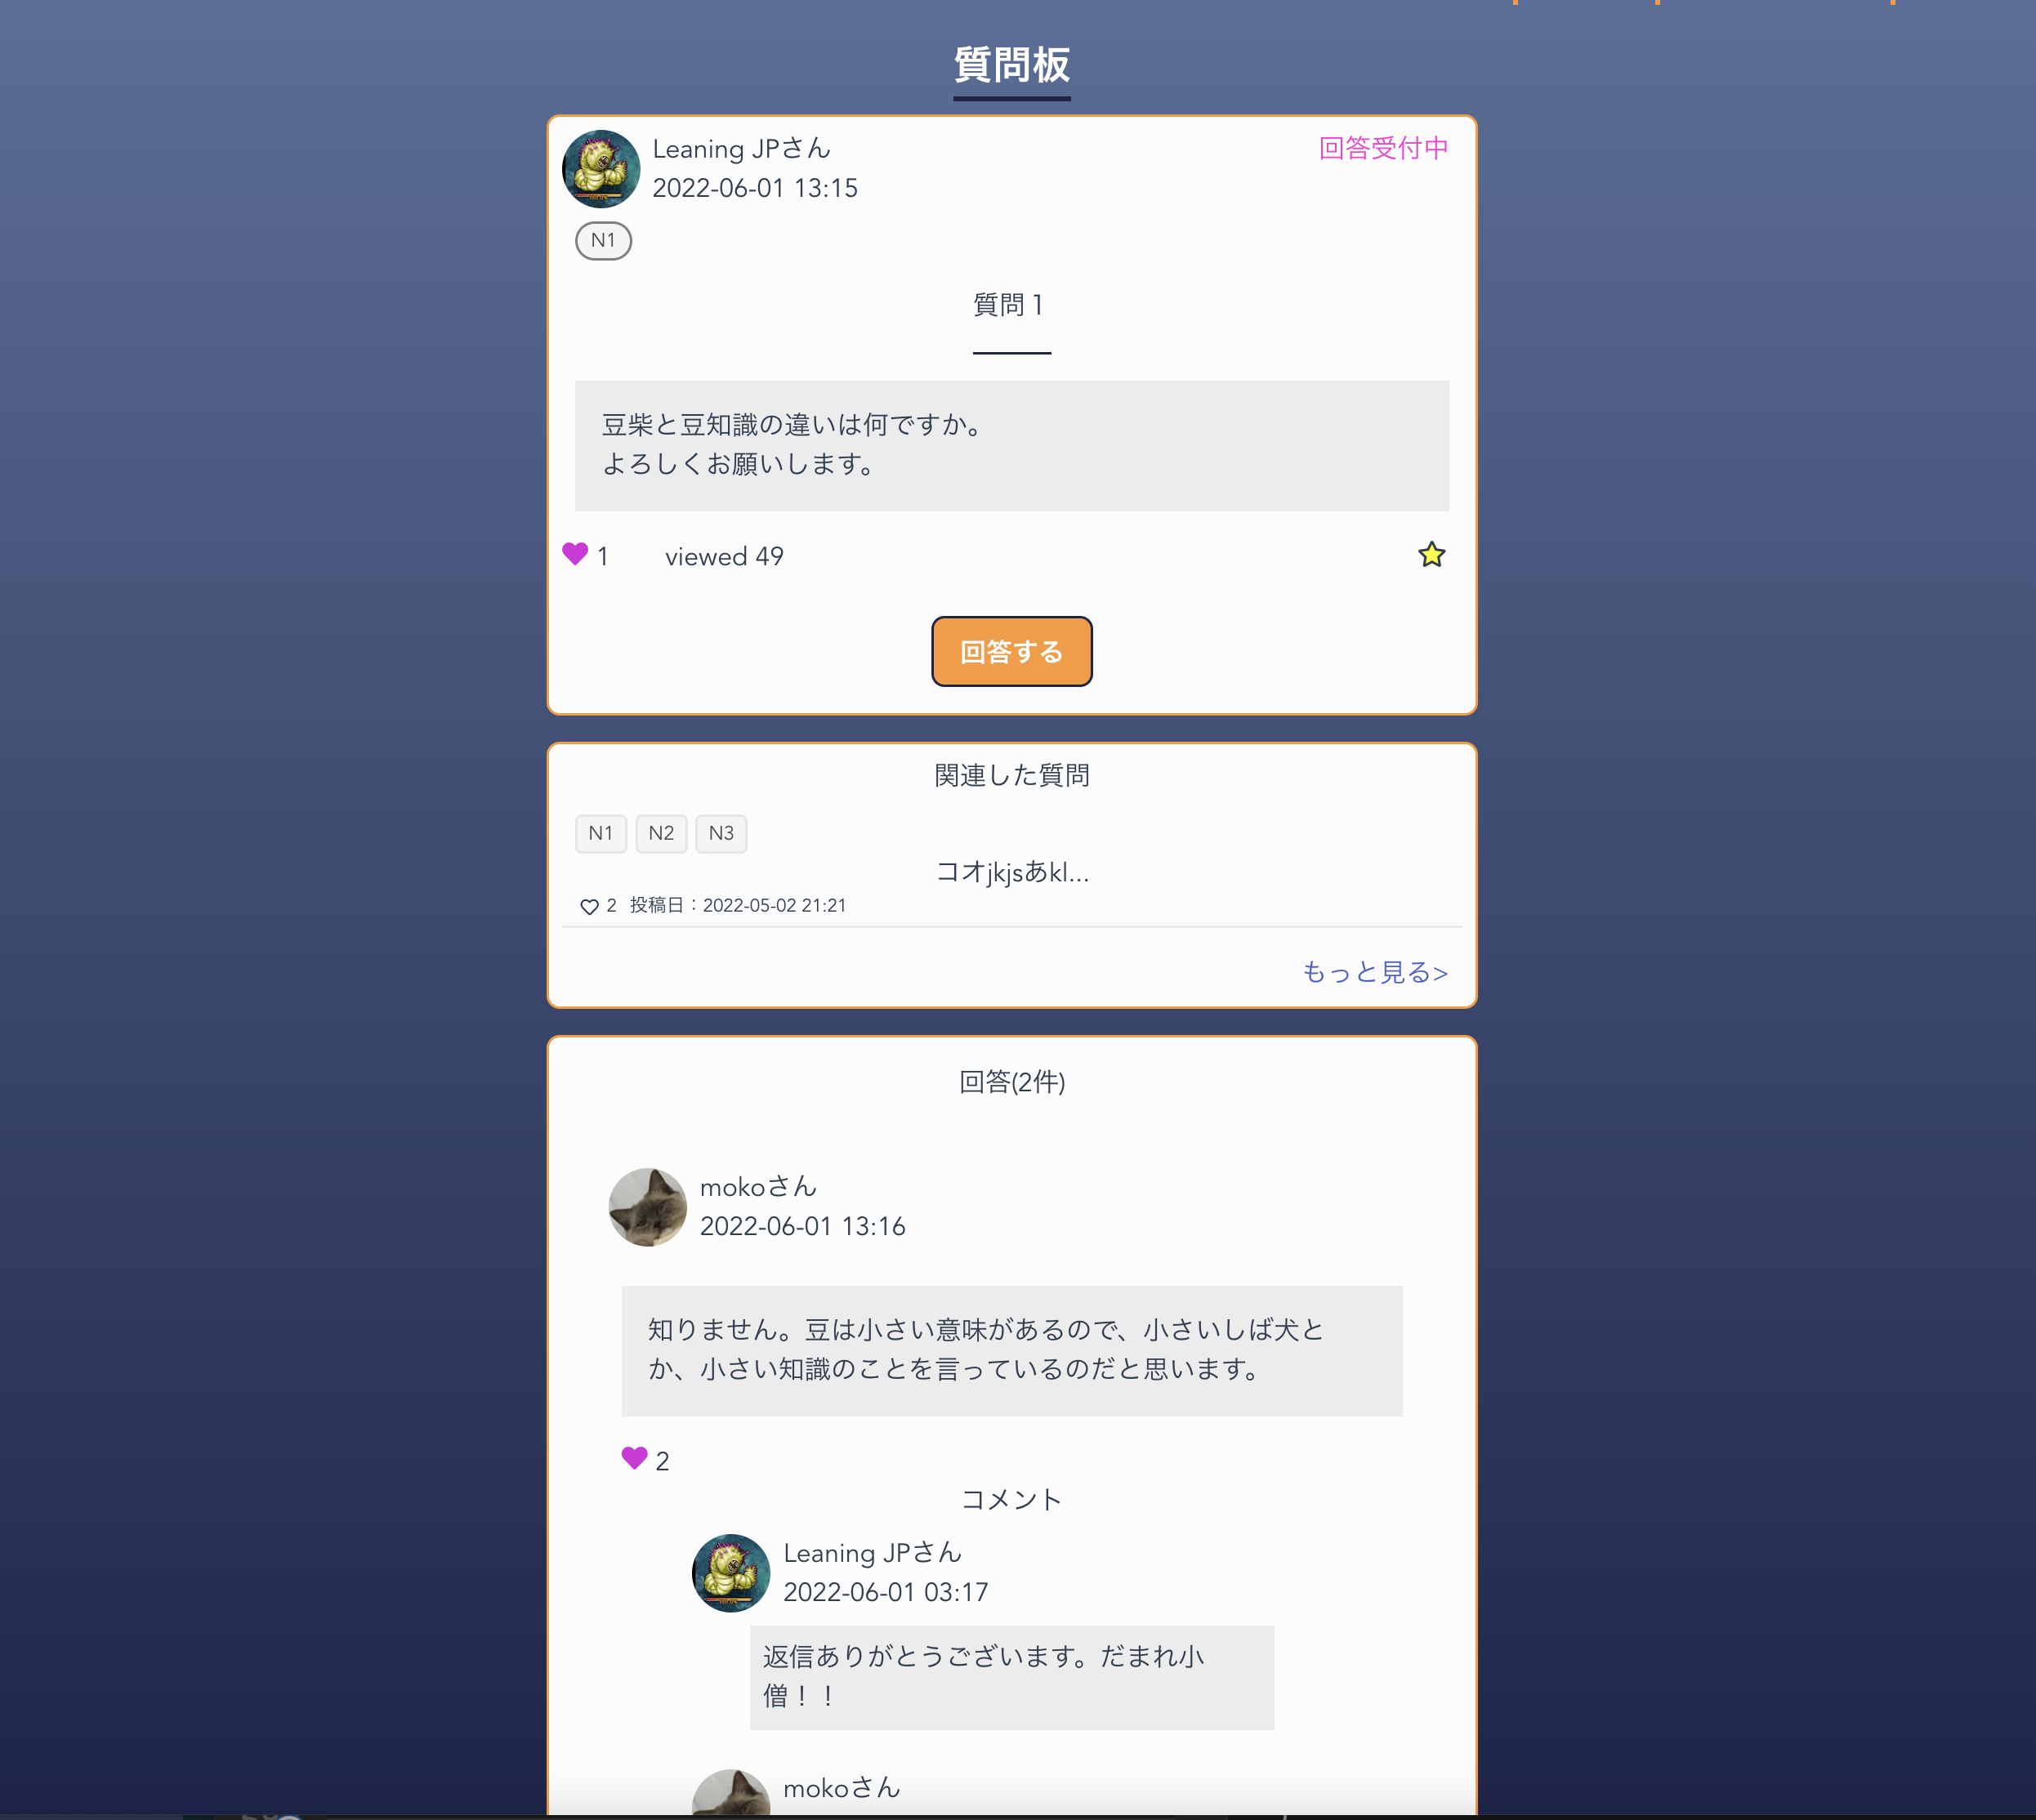 質問板
Leaning JPさん
回答受付中
2022-06-01 13:15
N1
質問1
豆柴と豆知識の違いは何ですか。
よろしくお願いします。
1 viewed 49
回答する
関連した質問
N1 N2 N3
コオjkjsあkl...
2 投稿日：2022-05-02 21:21
もっと見る>
回答(2件)
mokoさん
2022-06-01 13:16
知りません。豆は小さい意味があるので、小さいしば犬と
か、小さい知識のことを言っているのだと思います。
2
コメント
Leaning JPさん
2022-06-01 03:17
返信ありがとうございます。だまれ小
僧！！
mokoさん